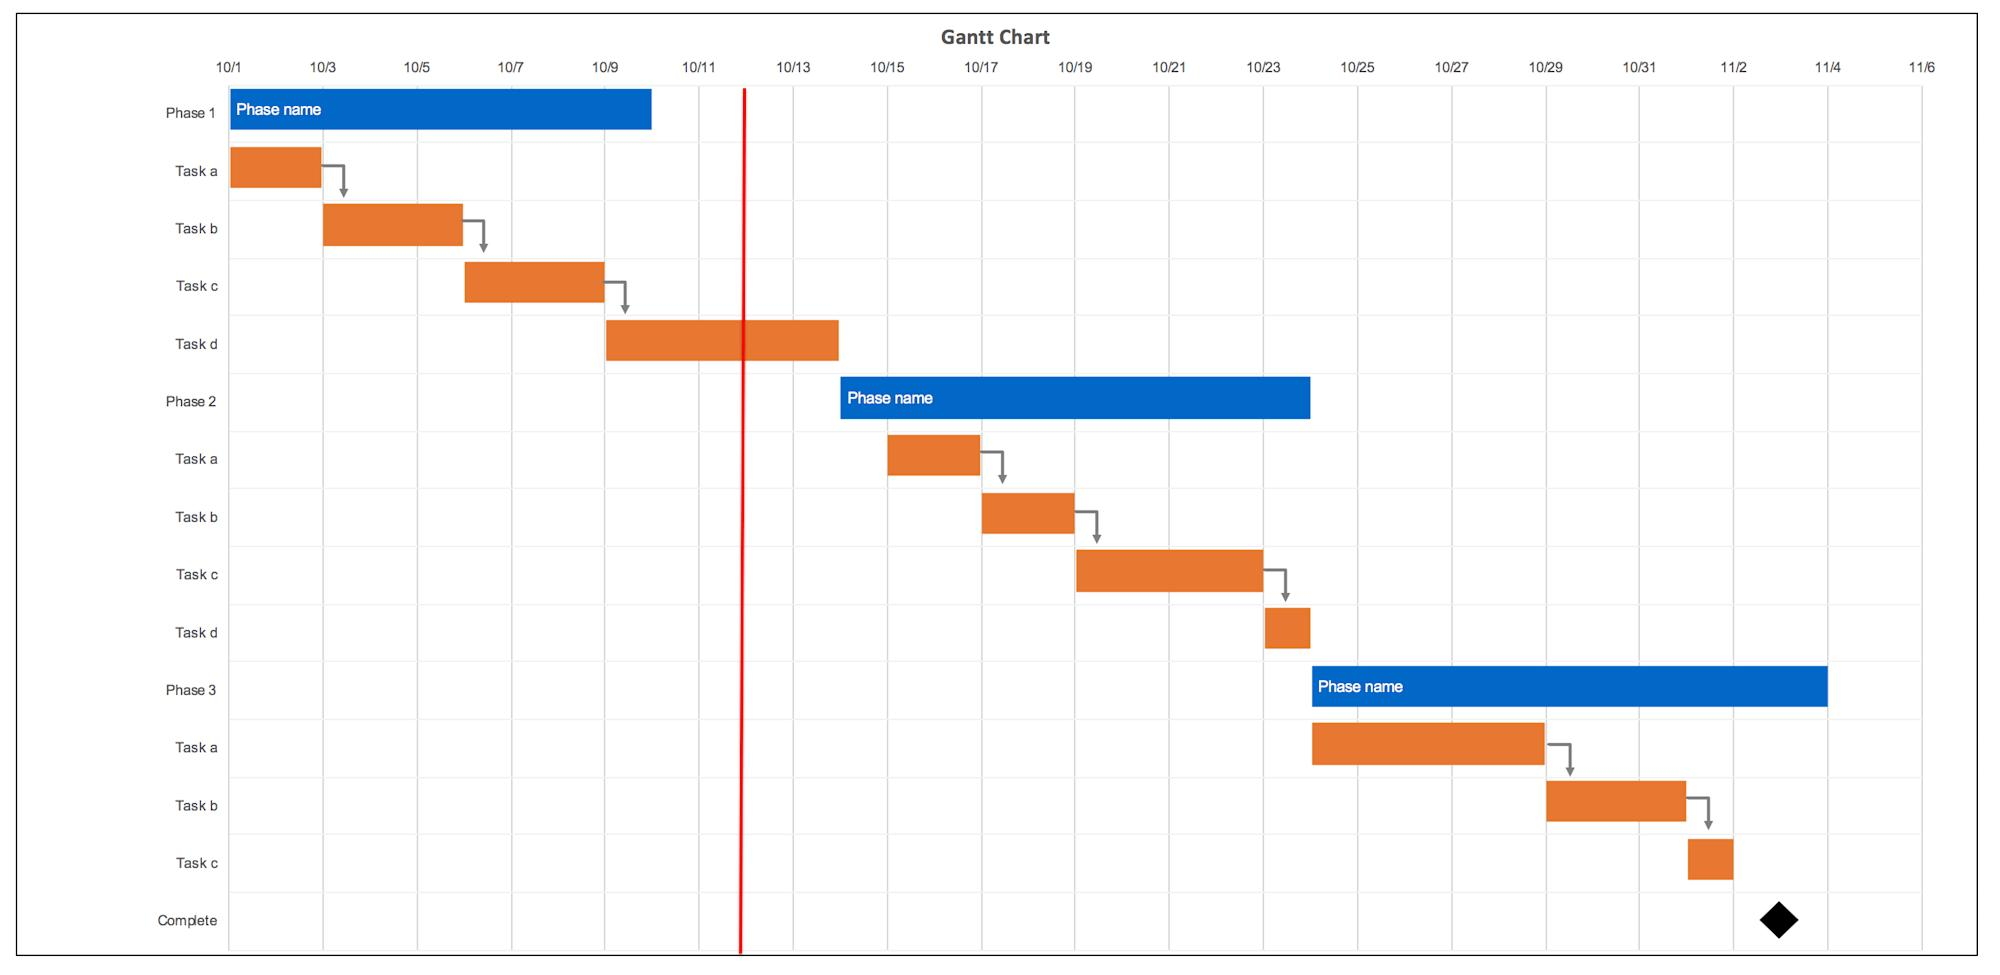 Gantt Chart
10/1 10/3 10/5 10/7 10/9 10/11 10/13 10/15 10/17 10/19 10/21 10/23 10/25 10/27 10/29 10/31 11/2 11/4 11/6
Phase 1 Phase name
Task a
Task b
Task c
Task d
Phase 2 Phase name
Task a
Task b
Task c
Task d
Phase 3 Phase name
Task a
Task b
Task c
Complete